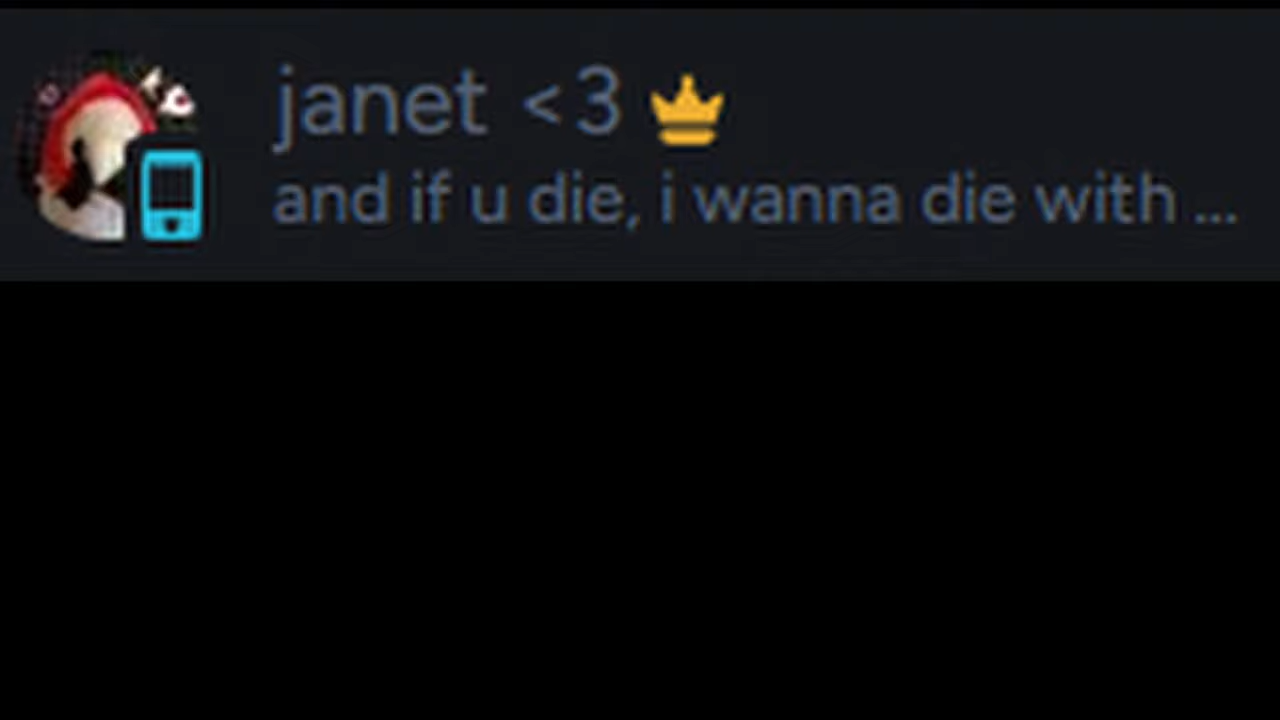 janet <3
and if u die, i wanna die with ...